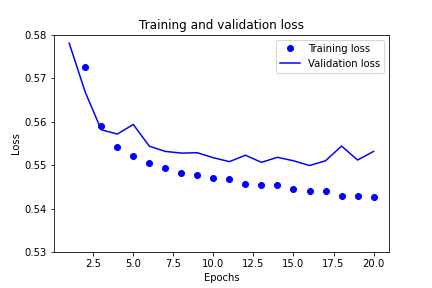 Training and validation loss
Training loss
Validation loss
0.58
0.57
0.56
0.55
0.54
0.53
Loss
2.5 5.0 7.5 10.0 12.5 15.0 17.5 20.0
Epochs